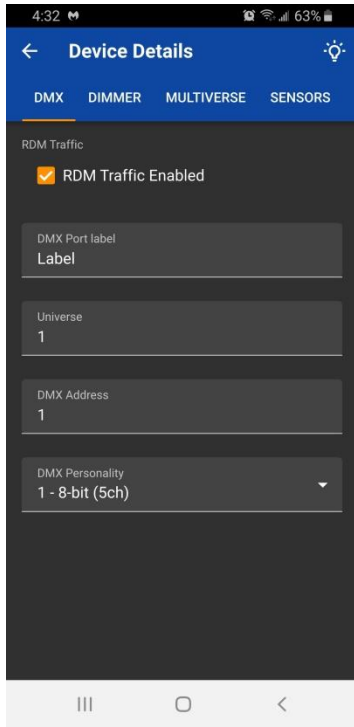 4:32 63%
Device Details
DMX DIMMER MULTIVERSE SENSORS
RDM Traffic
RDM Traffic Enabled
DMX Port label
Label
Universe
1
DMX Address
1
DMX Personality
1 - 8-bit (5ch)